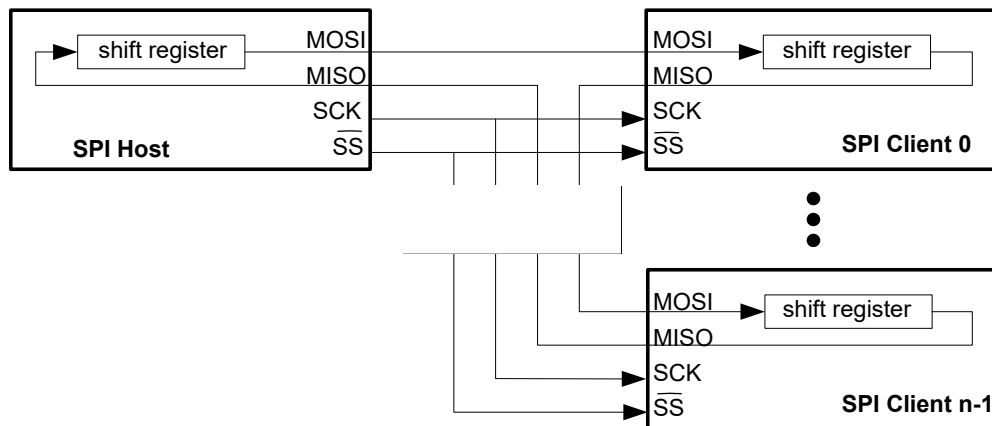 shift register
MOSI
MISO
SCK
SS
SPI Host
MOSI
shift register
MISO
SCK
SS
SPI Client 0
MOSI
shift register
MISO
SCK
SS
SPI Client n-1